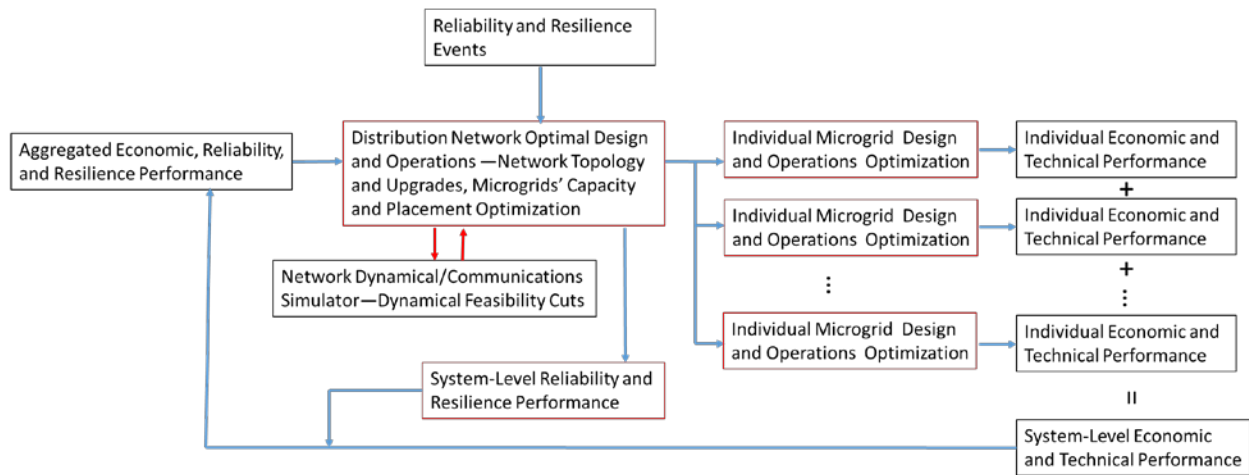 Reliability and Resilience
Events
Aggregated Economic, Reliability,
and Resilience Performance
Distribution Network Optimal Design
and Operations —Network Topology
and Upgrades, Microgrids’ Capacity
and Placement Optimization
Individual Microgrid Design
and Operations Optimization
Individual Economic and
Technical Performance
+
Individual Microgrid Design
and Operations Optimization
Individual Economic and
Technical Performance
+
Network Dynamical/Communications
Simulator—Dynamical Feasibility Cuts
⋮
⋮
Individual Microgrid Design
and Operations Optimization
Individual Economic and
Technical Performance
System-Level Reliability and
Resilience Performance
=
System-Level Economic
and Technical Performance